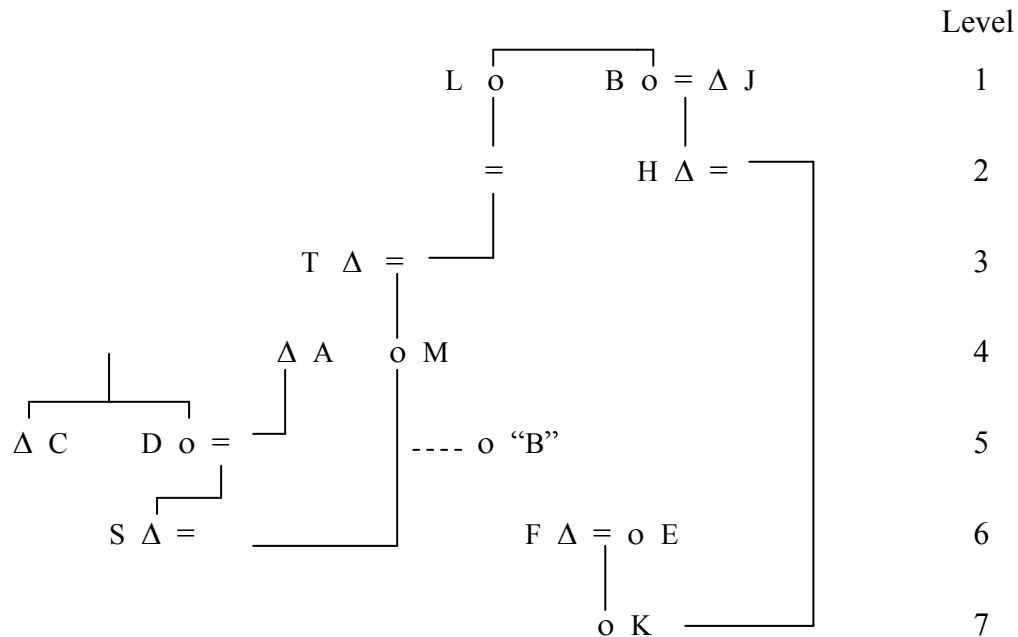 Level
L o B o = Δ J 1
= H Δ = 2
T Δ = 3
Δ A o M 4
Δ C D o = ---- o “B” 5
S Δ = F Δ = o E 6
o K 7